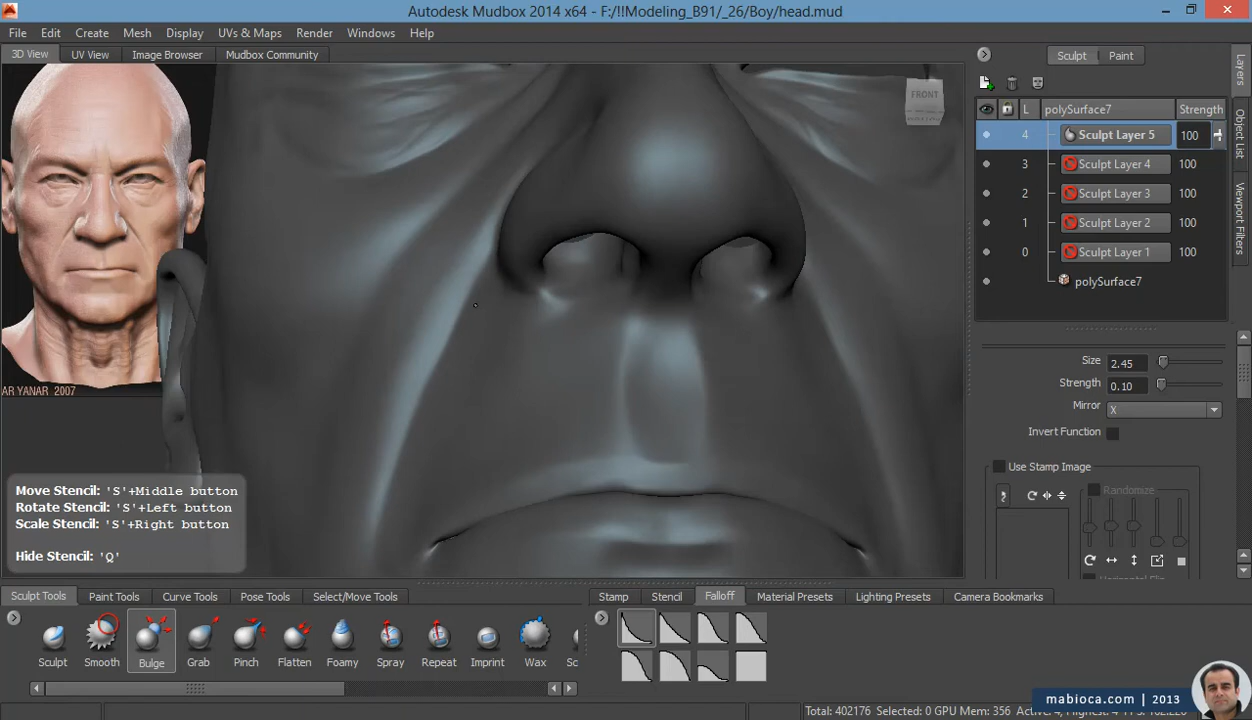 Autodesk Mudbox 2014 x64 - F:/!!Modeling_B91/_26/Boy/head.mud
File Edit Create Mesh Display UVs & Maps Render Windows Help
3D View UV View Image Browser Mudbox Community
Sculpt Paint
Layers
Object List
Viewport Filters
L polySurface7 Strength
4 Sculpt Layer 5 100
3 Sculpt Layer 4 100
2 Sculpt Layer 3 100
1 Sculpt Layer 2 100
0 Sculpt Layer 1 100
polySurface7
FRONT
AR YANAR 2007
Size 2.45
Strength 0.10
Mirror X
Invert Function
Use Stamp Image
Randomize
Move Stencil: 'S'+Middle button
Rotate Stencil: 'S'+Left button
Scale Stencil: 'S'+Right button
Hide Stencil: 'Q'
Sculpt Tools Paint Tools Curve Tools Pose Tools Select/Move Tools
Stamp Stencil Falloff Material Presets Lighting Presets Camera Bookmarks
Sculpt Smooth Bulge Grab Pinch Flatten Foamy Spray Repeat Imprint Wax Sc
mabioca.com | 2013
Total: 402176 Selected: 0 GPU Mem: 356